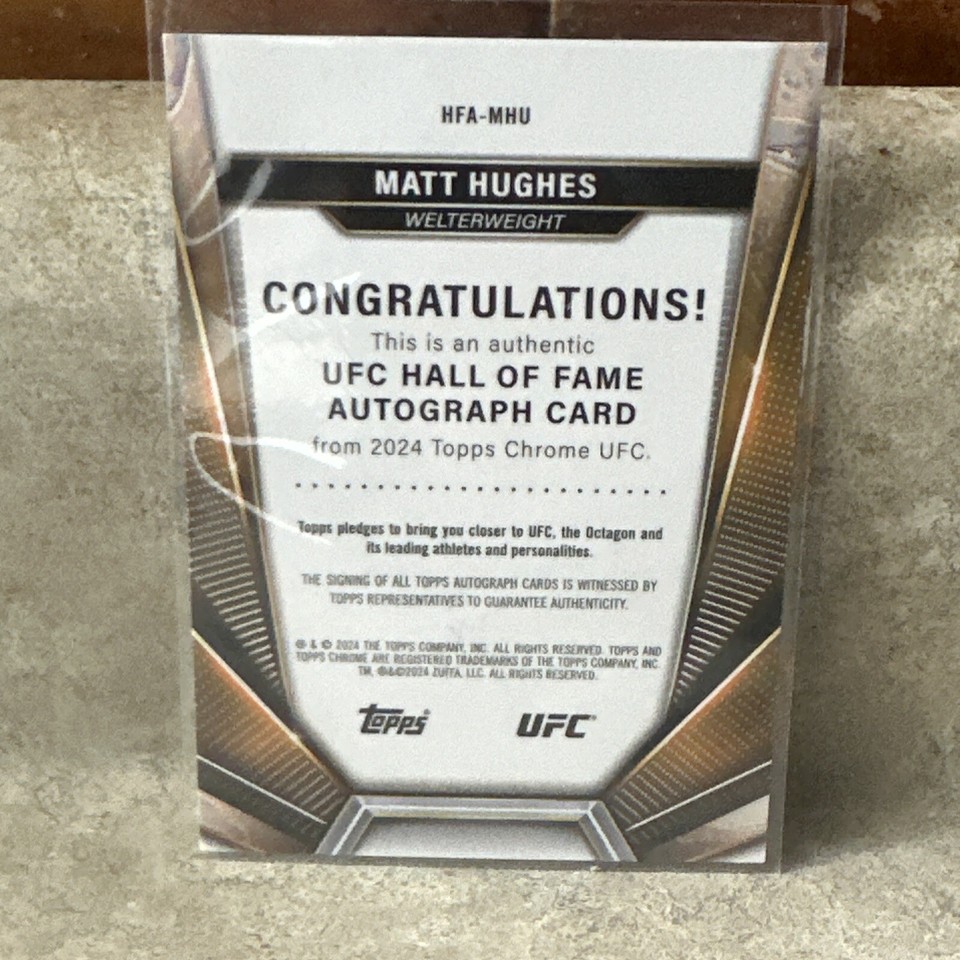 HFA-MHU
MATT HUGHES
WELTERWEIGHT
CONGRATULATIONS!
This is an authentic
UFC HALL OF FAME
AUTOGRAPH CARD
from 2024 Topps Chrome UFC.
Topps pledges to bring you closer to UFC, the Octagon and
its leading athletes and personalities.
THE SIGNING OF ALL TOPPS AUTOGRAPH CARDS IS WITNESSED BY
TOPPS REPRESENTATIVES TO GUARANTEE AUTHENTICITY.
® & © 2024 THE TOPPS COMPANY, INC. ALL RIGHTS RESERVED. TOPPS AND
TOPPS CHROME ARE REGISTERED TRADEMARKS OF THE TOPPS COMPANY, INC.
TM, ®&©2024 ZUFFA, LLC. ALL RIGHTS RESERVED.
Topps® UFC®